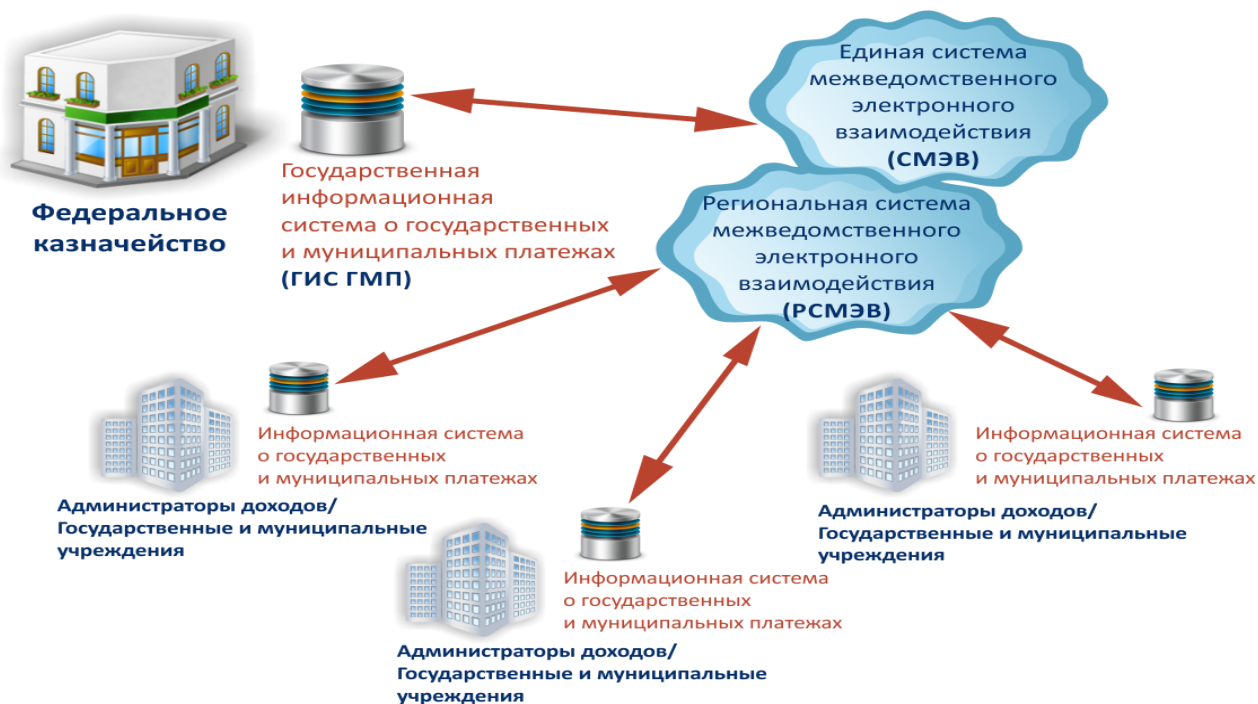 Федеральное
казначейство
Государственная
информационная
система о государственных
и муниципальных платежах
(ГИС ГМП)
Единая система
межведомственного
электронного
взаимодействия
(СМЭВ)
Региональная система
межведомственного
электронного
взаимодействия
(РСМЭВ)
Информационная система
о государственных
и муниципальных платежах
Администраторы доходов/
Государственные и муниципальные
учреждения
Информационная система
о государственных
и муниципальных платежах
Администраторы доходов/
Государственные и муниципальные
учреждения
Информационная система
о государственных
и муниципальных платежах
Администраторы доходов/
Государственные и муниципальные
учреждения